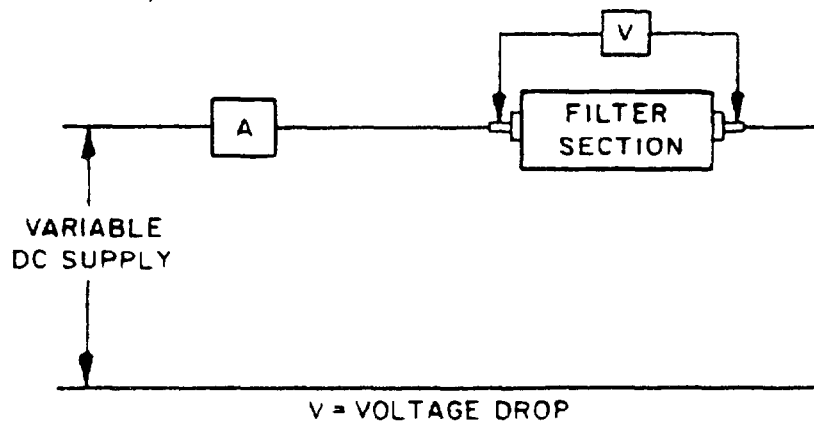 V
A
FILTER
SECTION
VARIABLE
DC SUPPLY
V = VOLTAGE DROP